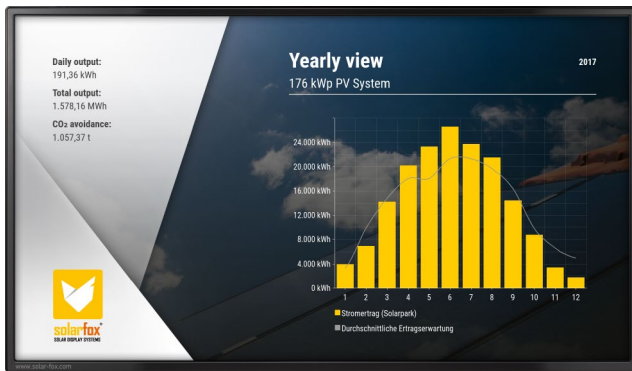 Daily output:
191,36 kWh
Total output:
1.578,16 MWh
CO₂ avoidance:
1.057,37 t
solarfox®
SOLAR DISPLAY SYSTEMS
www.solar-fox.com
Yearly view
2017
176 kWp PV System
24.000 kWh
20.000 kWh
16.000 kWh
12.000 kWh
8.000 kWh
4.000 kWh
0 kWh
1 2 3 4 5 6 7 8 9 10 11 12
Stromertrag (Solarpark)
Durchschnittliche Ertragserwartung